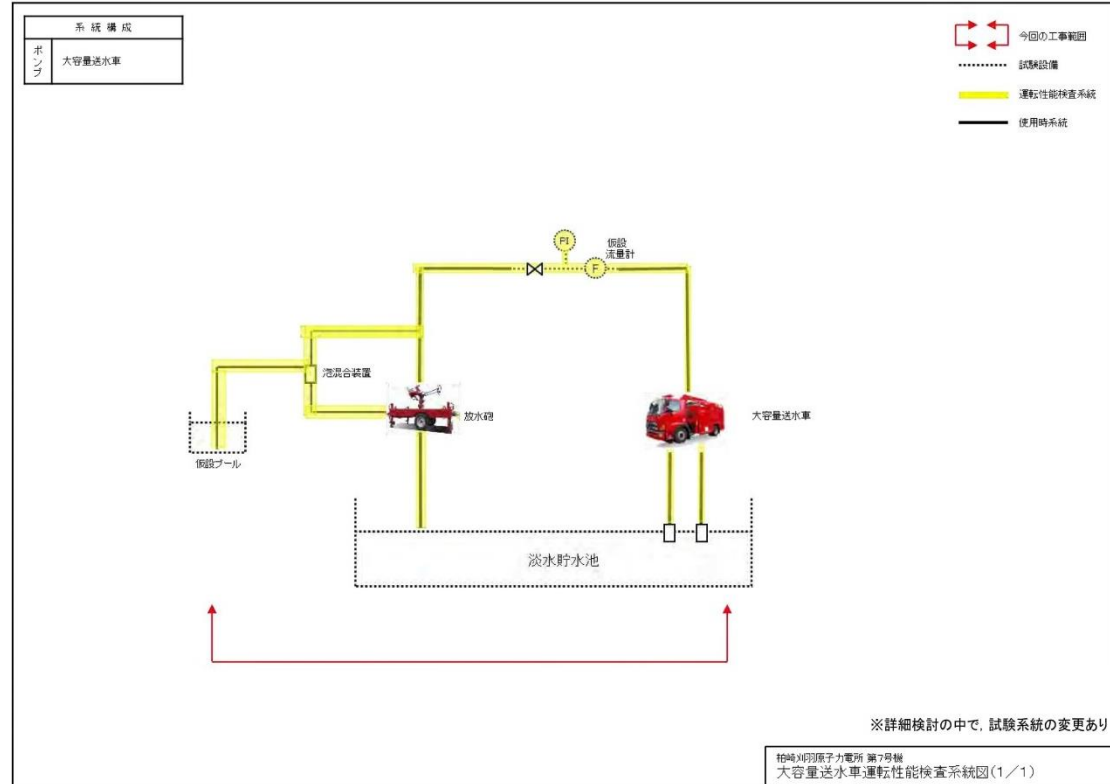 系統構成
ポンプ
大容量送水車
今回の工事範囲
試験設備
運転性能検査系統
使用時系統
PI
仮設
流量計
F
泡混合装置
放水砲
大容量送水車
仮設プール
淡水貯水池
※詳細検討の中で，試験系統の変更あり
柏崎刈羽原子力電所 第7号機
大容量送水車運転性能検査系統図(1／1)